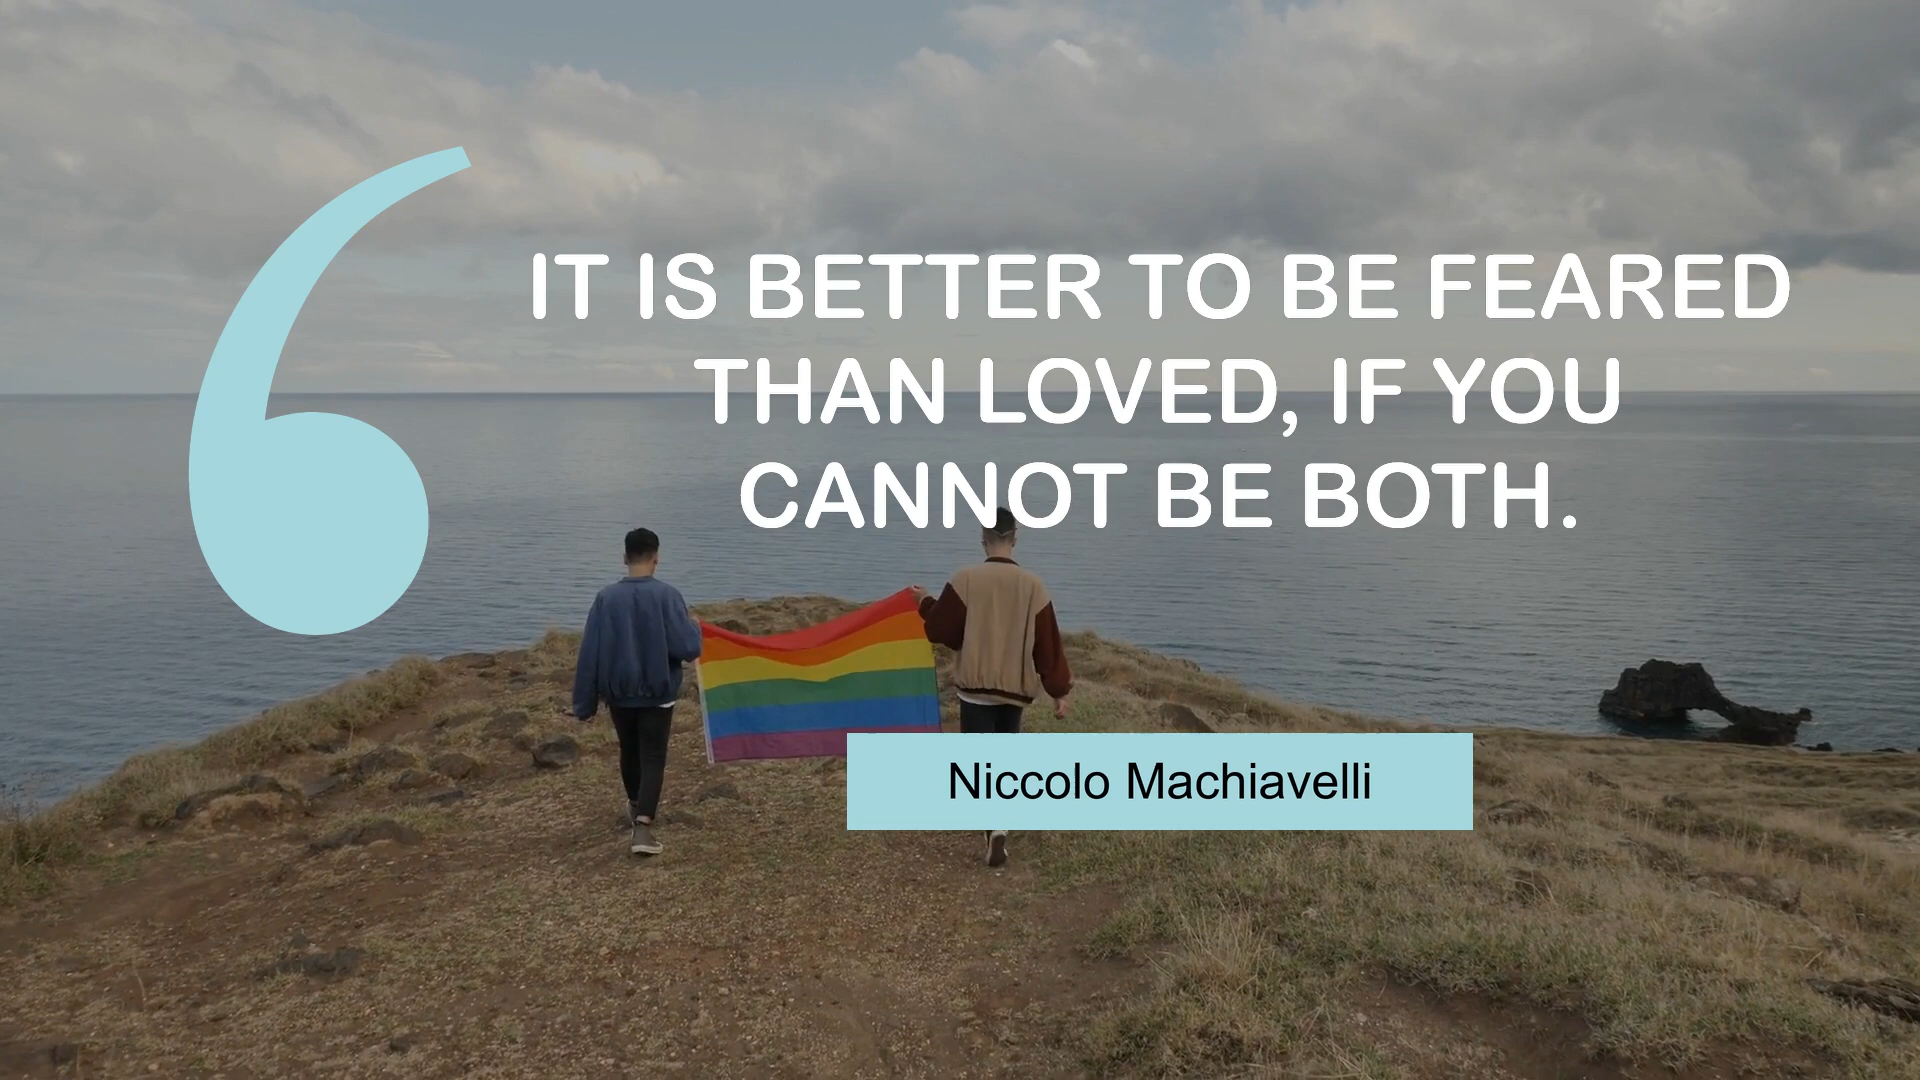 IT IS BETTER TO BE FEARED
THAN LOVED, IF YOU
CANNOT BE BOTH.
Niccolo Machiavelli